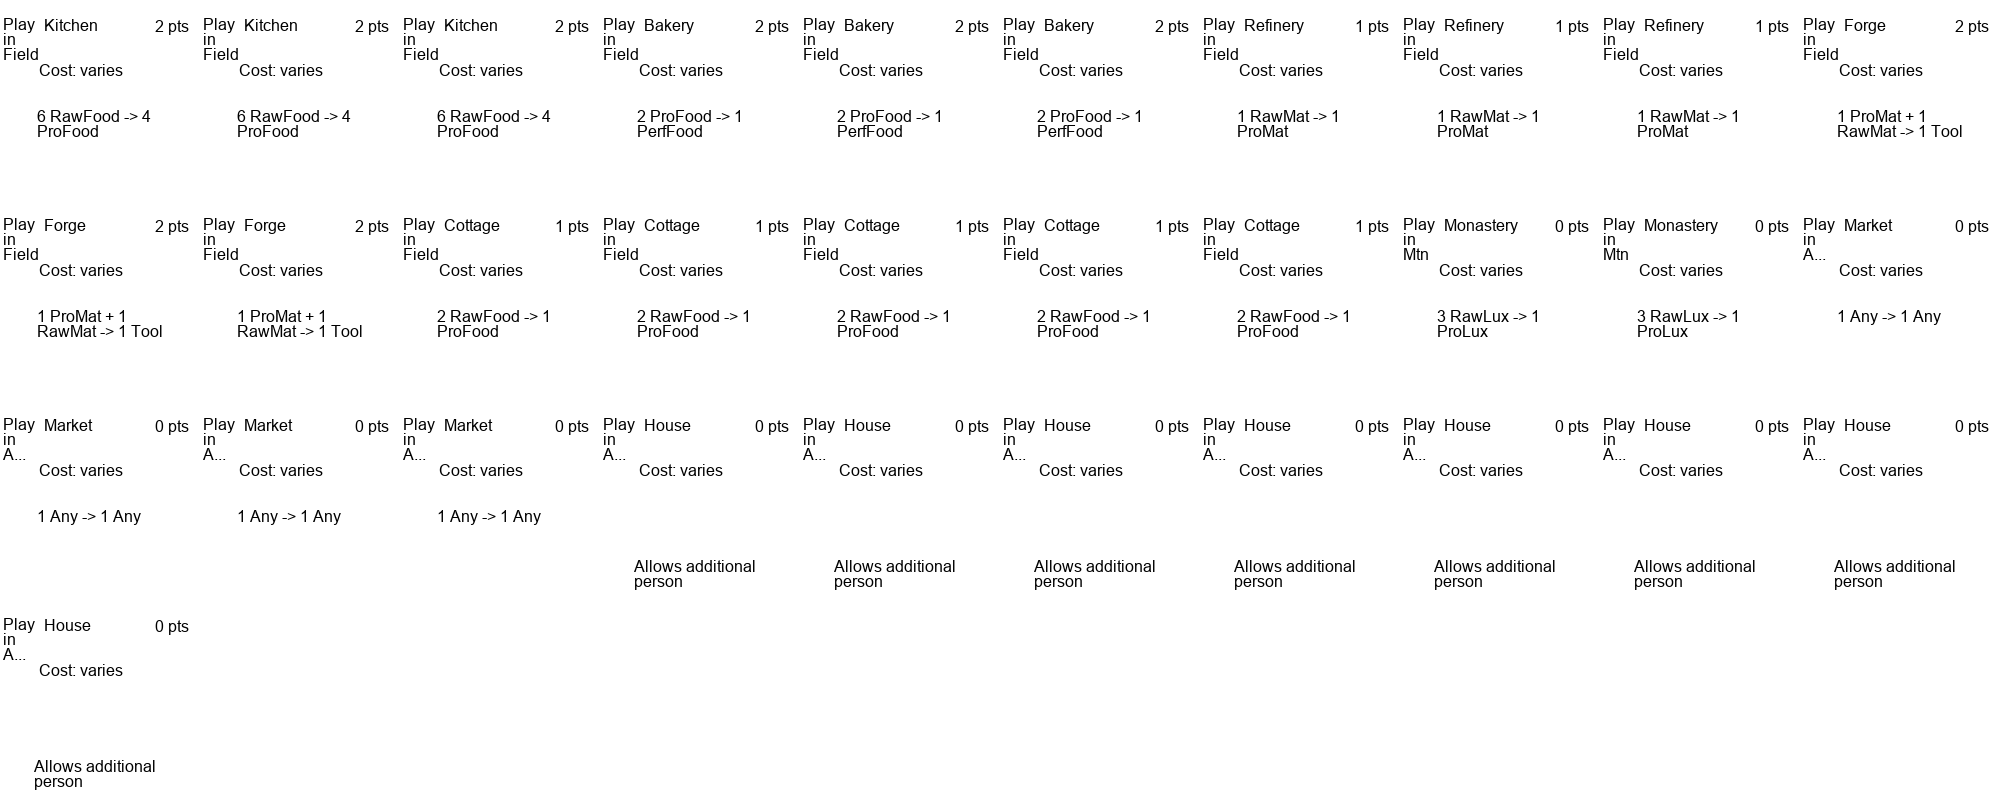 Play Kitchen 2 pts
in
Field
Cost: varies
6 RawFood -> 4
ProFood
Play Kitchen 2 pts
in
Field
Cost: varies
6 RawFood -> 4
ProFood
Play Kitchen 2 pts
in
Field
Cost: varies
6 RawFood -> 4
ProFood
Play Bakery 2 pts
in
Field
Cost: varies
2 ProFood -> 1
PerfFood
Play Bakery 2 pts
in
Field
Cost: varies
2 ProFood -> 1
PerfFood
Play Bakery 2 pts
in
Field
Cost: varies
2 ProFood -> 1
PerfFood
Play Refinery 1 pts
in
Field
Cost: varies
1 RawMat -> 1
ProMat
Play Refinery 1 pts
in
Field
Cost: varies
1 RawMat -> 1
ProMat
Play Refinery 1 pts
in
Field
Cost: varies
1 RawMat -> 1
ProMat
Play Forge 2 pts
in
Field
Cost: varies
1 ProMat + 1
RawMat -> 1 Tool
Play Forge 2 pts
in
Field
Cost: varies
1 ProMat + 1
RawMat -> 1 Tool
Play Forge 2 pts
in
Field
Cost: varies
1 ProMat + 1
RawMat -> 1 Tool
Play Cottage 1 pts
in
Field
Cost: varies
2 RawFood -> 1
ProFood
Play Cottage 1 pts
in
Field
Cost: varies
2 RawFood -> 1
ProFood
Play Cottage 1 pts
in
Field
Cost: varies
2 RawFood -> 1
ProFood
Play Cottage 1 pts
in
Field
Cost: varies
2 RawFood -> 1
ProFood
Play Cottage 1 pts
in
Field
Cost: varies
2 RawFood -> 1
ProFood
Play Monastery 0 pts
in
Mtn
Cost: varies
3 RawLux -> 1
ProLux
Play Monastery 0 pts
in
Mtn
Cost: varies
3 RawLux -> 1
ProLux
Play Market 0 pts
in
A...
Cost: varies
1 Any -> 1 Any
Play Market 0 pts
in
A...
Cost: varies
1 Any -> 1 Any
Play Market 0 pts
in
A...
Cost: varies
1 Any -> 1 Any
Play Market 0 pts
in
A...
Cost: varies
1 Any -> 1 Any
Play House 0 pts
in
A...
Cost: varies
Allows additional
person
Play House 0 pts
in
A...
Cost: varies
Allows additional
person
Play House 0 pts
in
A...
Cost: varies
Allows additional
person
Play House 0 pts
in
A...
Cost: varies
Allows additional
person
Play House 0 pts
in
A...
Cost: varies
Allows additional
person
Play House 0 pts
in
A...
Cost: varies
Allows additional
person
Play House 0 pts
in
A...
Cost: varies
Allows additional
person
Play House 0 pts
in
A...
Cost: varies
Allows additional
person